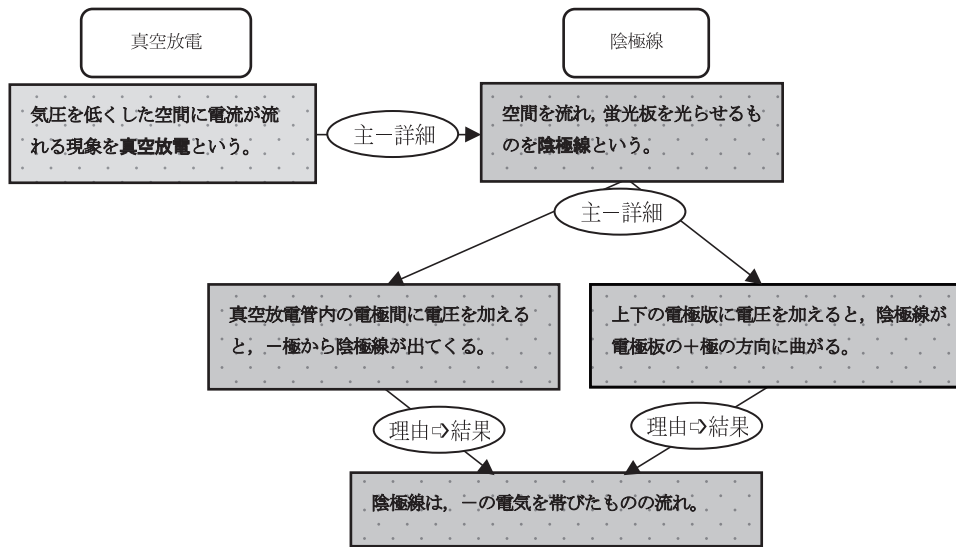 真空放電
陰極線
気圧を低くした空間に電流が流
れる現象を真空放電という。
主－詳細
空間を流れ，蛍光板を光らせるも
のを陰極線という。
主－詳細
真空放電管内の電極間に電圧を加える
と，－極から陰極線が出てくる。
上下の電極版に電圧を加えると，陰極線が
電極板の＋極の方向に曲がる。
理由⇨結果
理由⇨結果
陰極線は，－の電気を帯びたものの流れ。